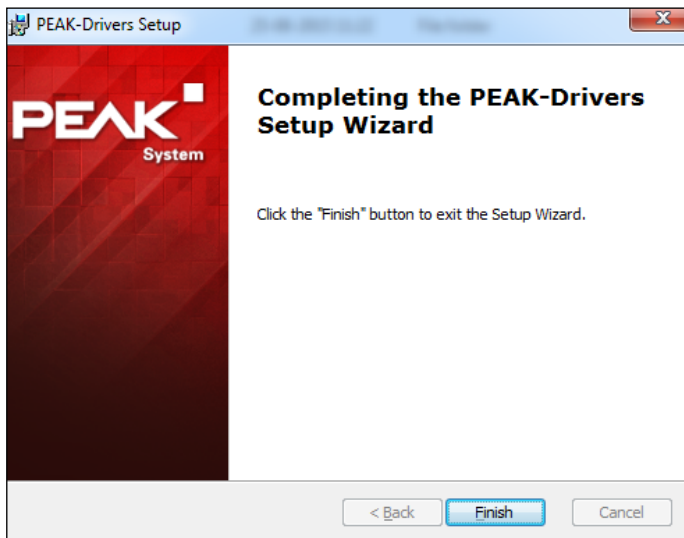 PEAK-Drivers Setup
PEAK
System
Completing the PEAK-Drivers
Setup Wizard
Click the "Finish" button to exit the Setup Wizard.
< Back
Finish
Cancel